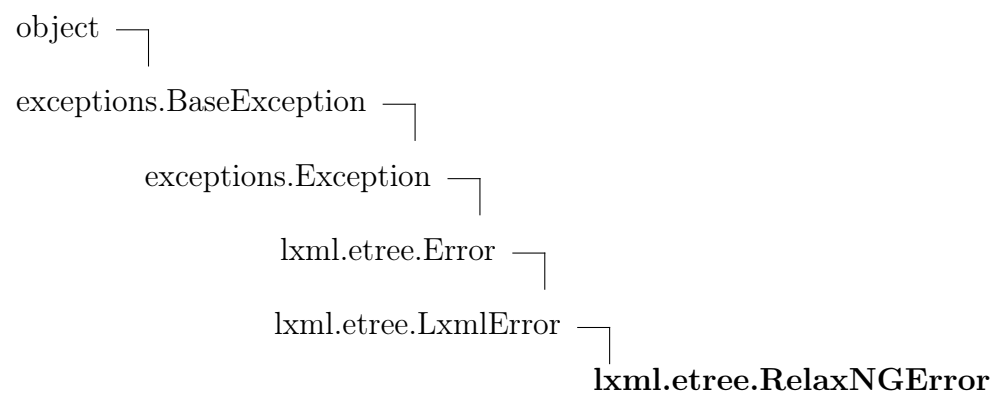 object
exceptions.BaseException
exceptions.Exception
lxml.etree.Error
lxml.etree.LxmlError
lxml.etree.RelaxNGError